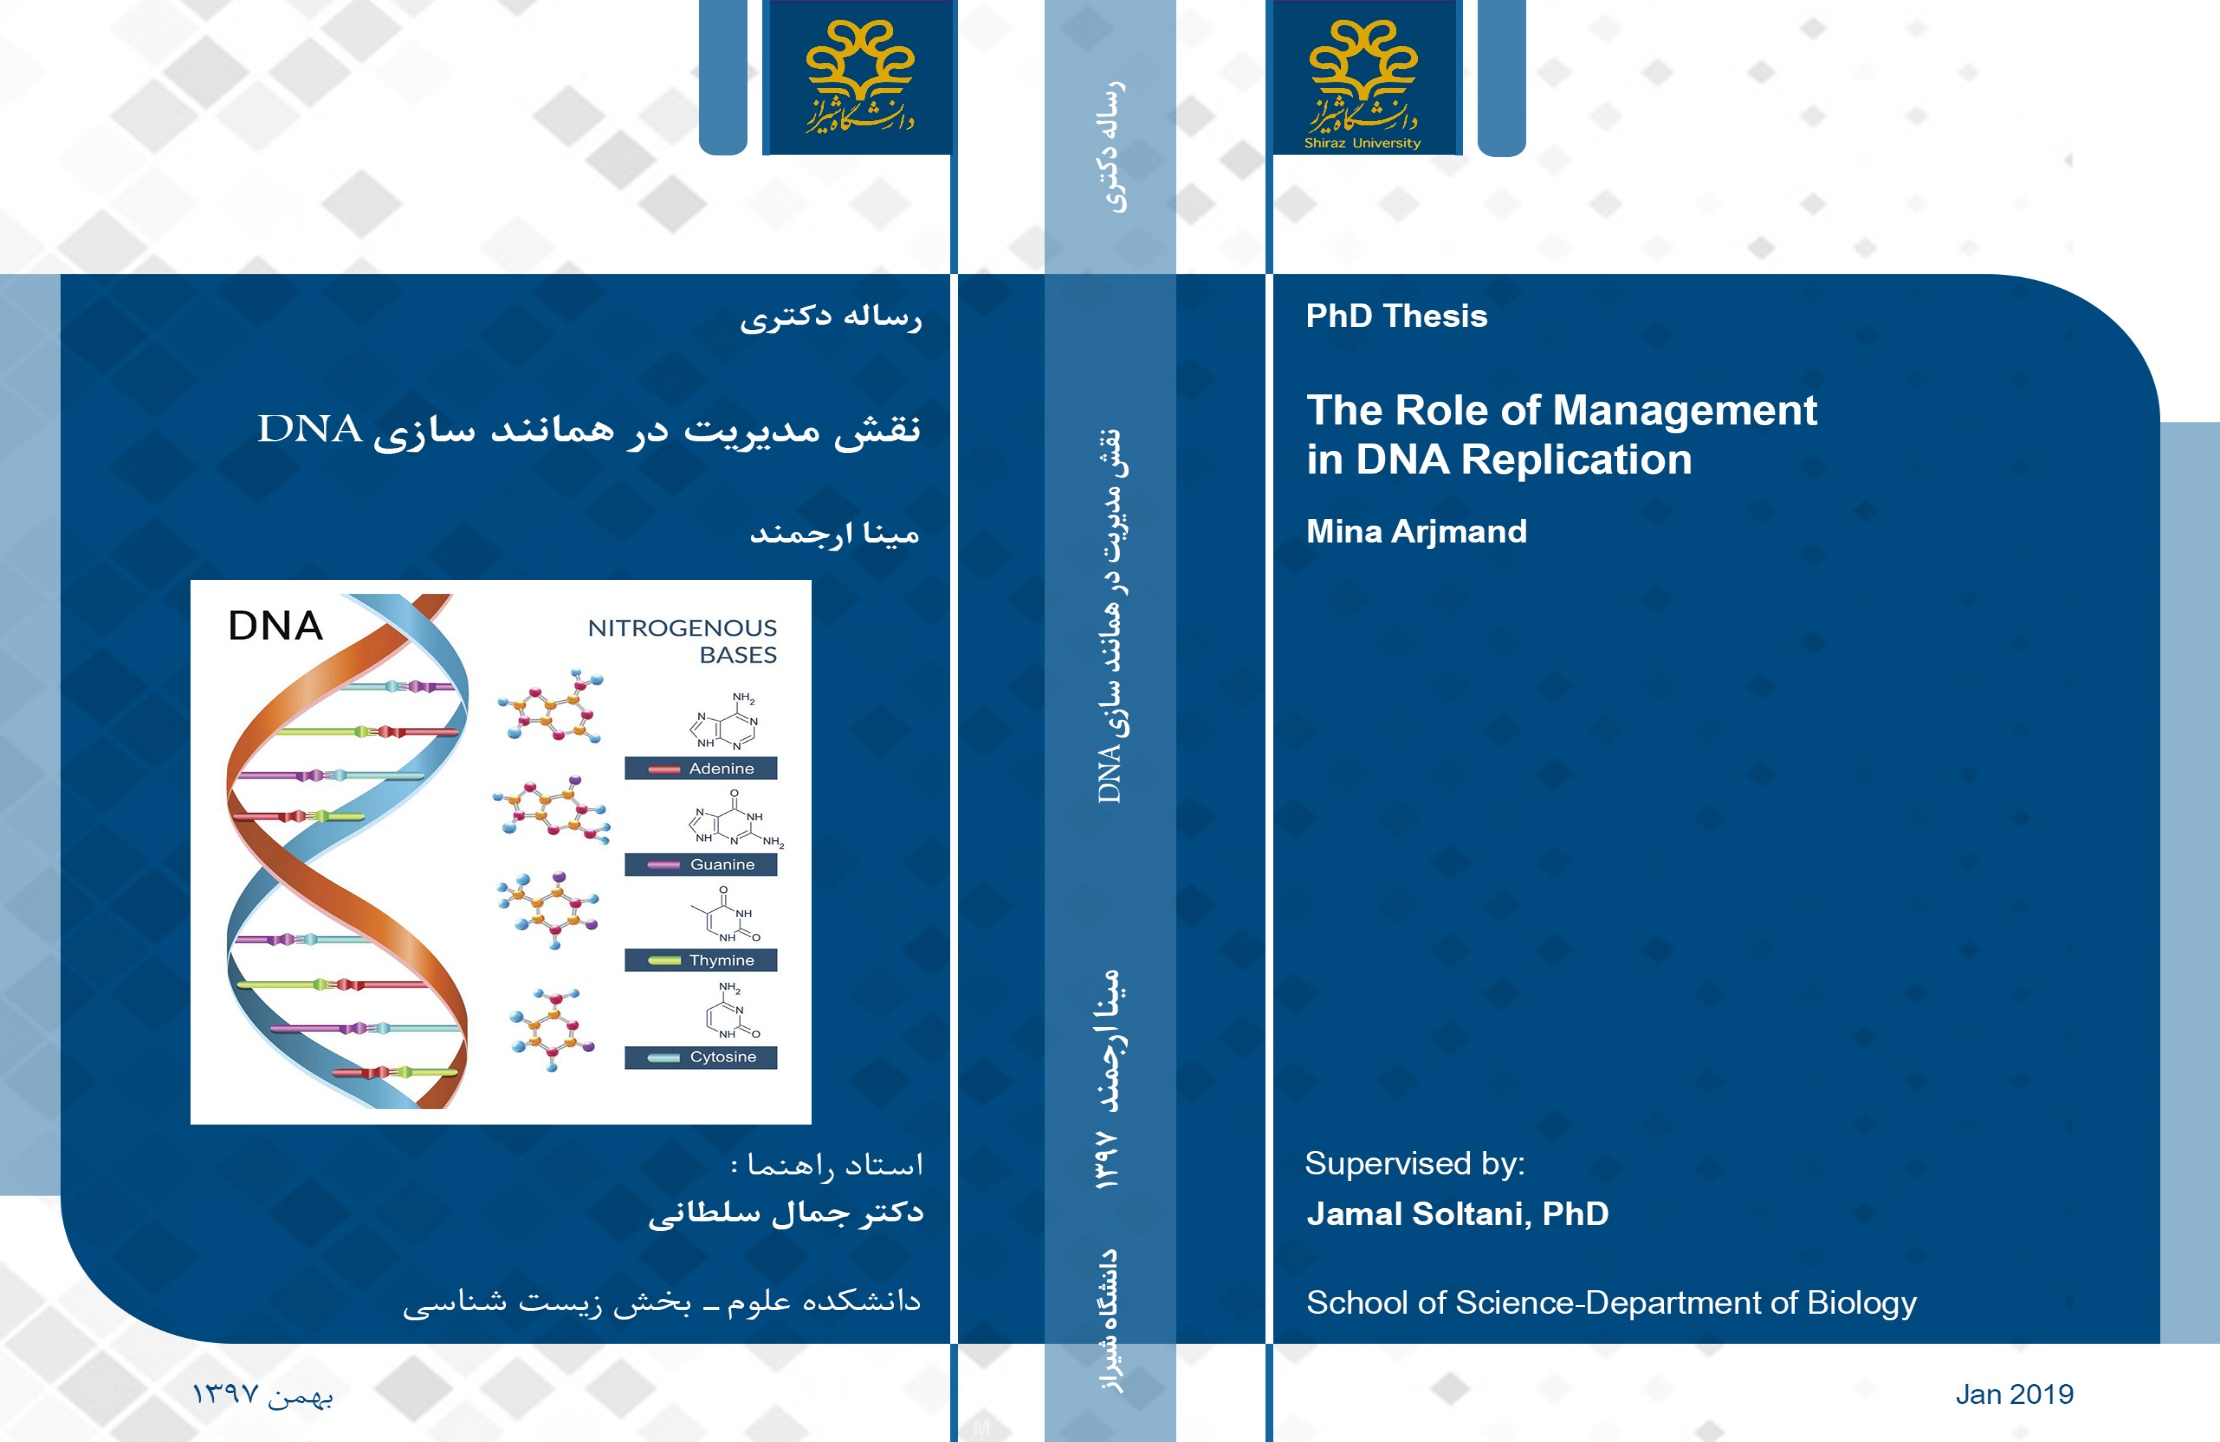 دانشگاه شیراز
رساله دکتری
نقش مدیریت در همانند سازی DNA
مینا ارجمند
DNA
NITROGENOUS
BASES
NH2
N
N
NH
N
Adenine
O
N
NH
NH
N
NH2
Guanine
O
NH
NH
O
Thymine
NH2
N
NH
O
Cytosine
استاد راهنما :
دکتر جمال سلطانی
دانشکده علوم ـ بخش زیست شناسی
بهمن ۱۳۹۷
رساله دکتری
نقش مدیریت در همانند سازی DNA
مینا ارجمند ۱۳۹۷
دانشگاه شیراز
M
دانشگاه شیراز
Shiraz University
PhD Thesis
The Role of Management
in DNA Replication
Mina Arjmand
Supervised by:
Jamal Soltani, PhD
School of Science-Department of Biology
Jan 2019